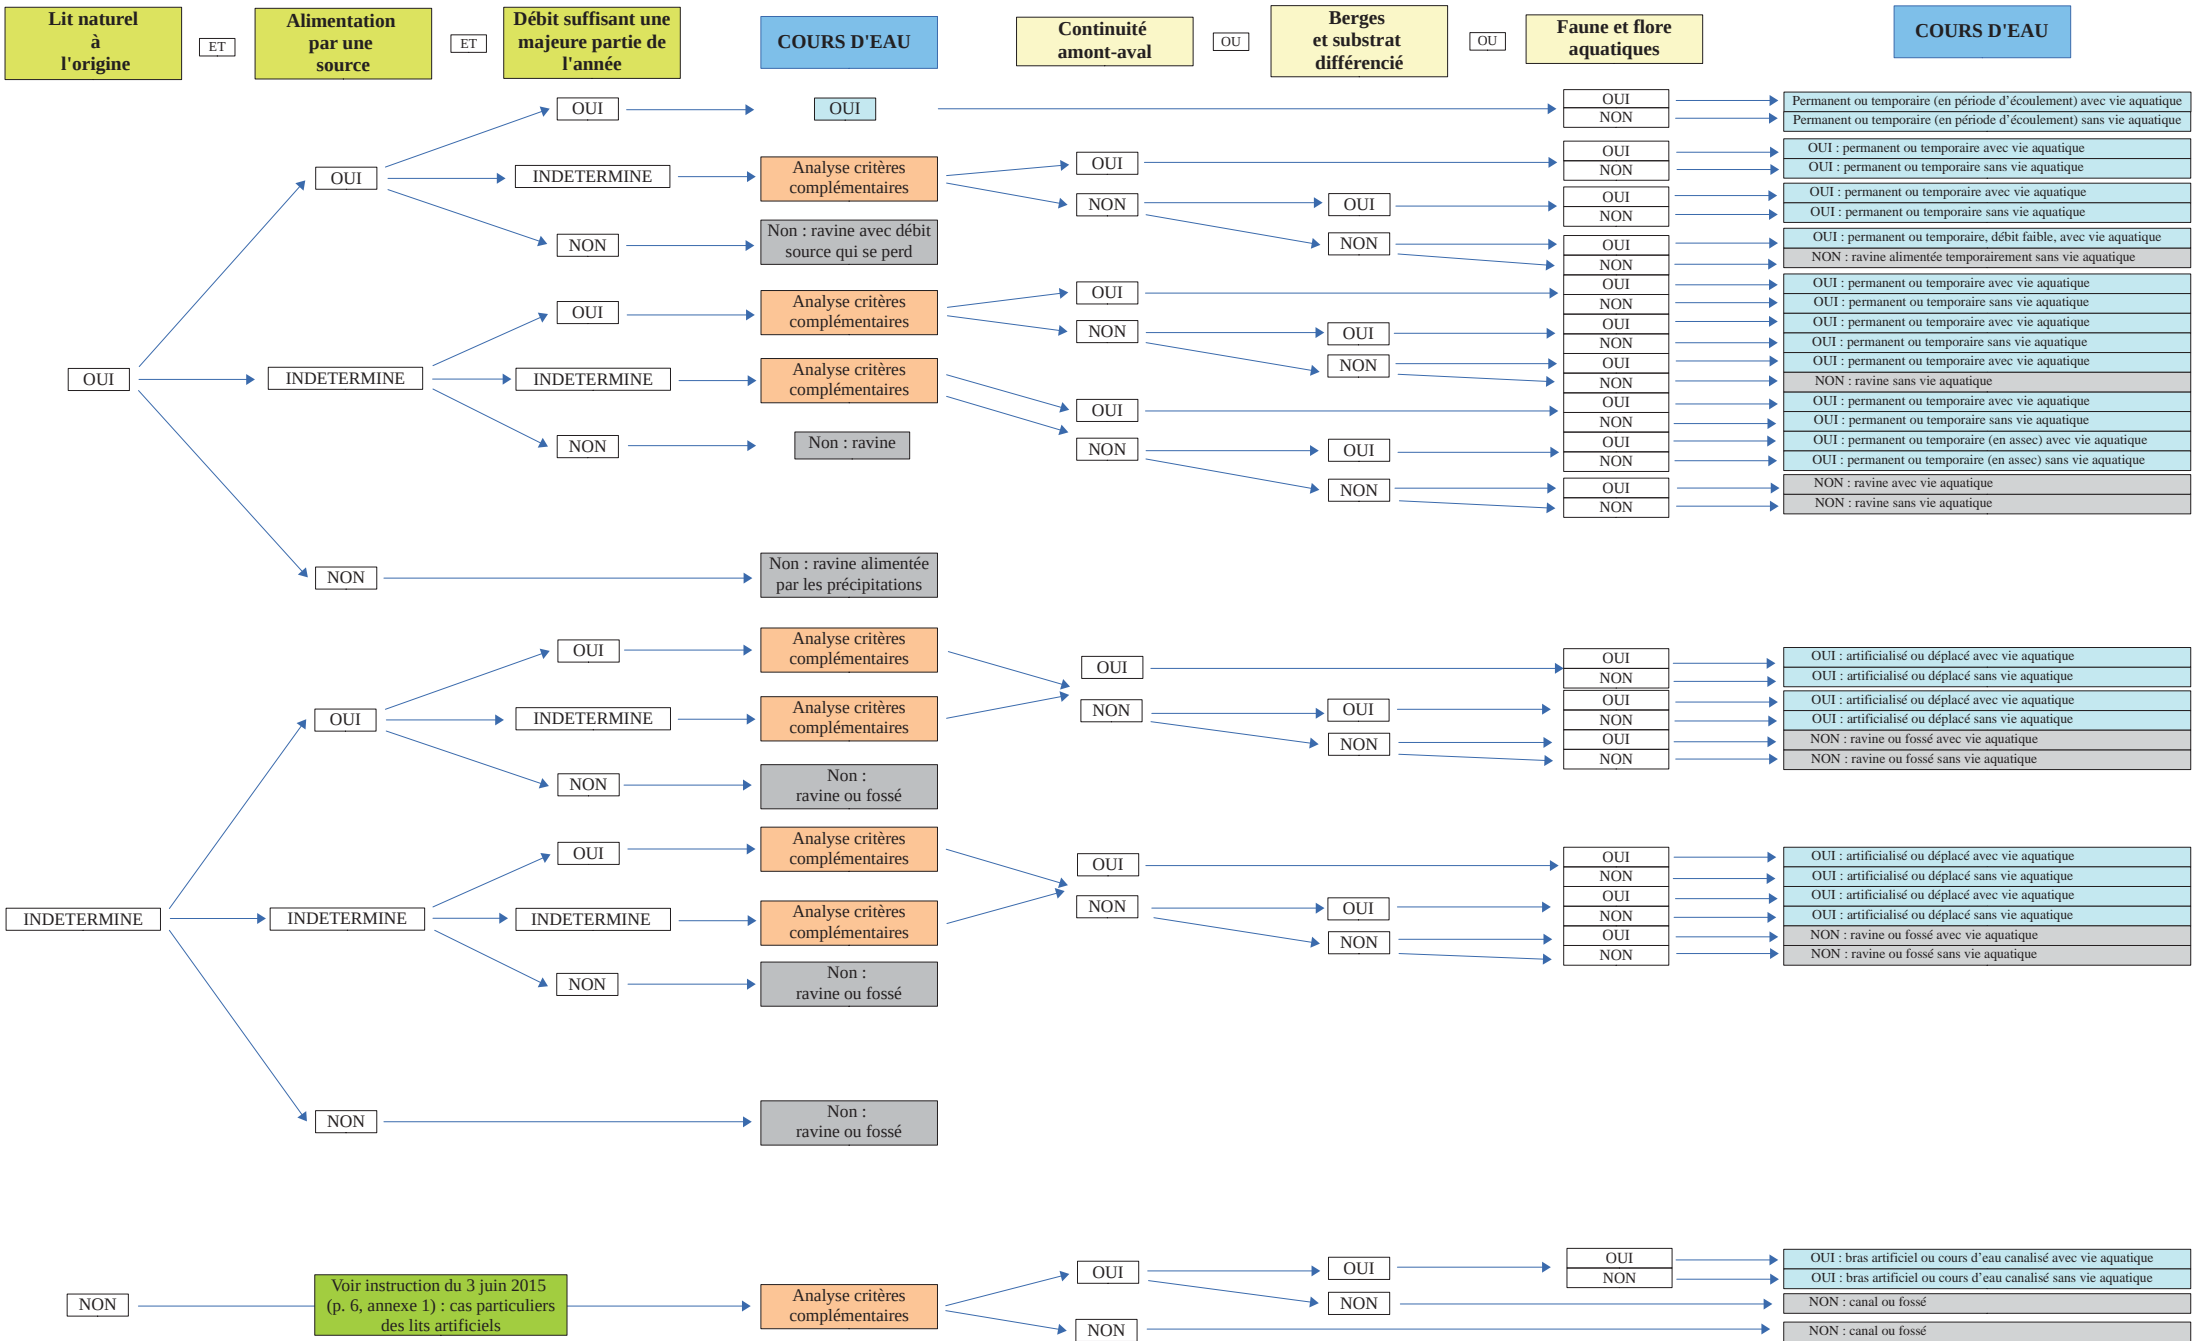 Lit naturel
à
l'origine
ET
Alimentation
par une
source
ET
Débit suffisant une
majeure partie de
l'année
COURS D'EAU
Continuité
amont-aval
OU
Berges
et substrat
différencié
OU
Faune et flore
aquatiques
COURS D'EAU
OUI
OUI
OUI
NON
Permanent ou temporaire (en période d'écoulement) avec vie aquatique
Permanent ou temporaire (en période d'écoulement) sans vie aquatique
OUI
INDETERMINE
Analyse critères
complémentaires
OUI
OUI
NON
OUI : permanent ou temporaire avec vie aquatique
OUI : permanent ou temporaire sans vie aquatique
NON
OUI
OUI
NON
OUI : permanent ou temporaire avec vie aquatique
OUI : permanent ou temporaire sans vie aquatique
NON
Non : ravine avec débit
source qui se perd
NON
OUI
NON
OUI : permanent ou temporaire, débit faible, avec vie aquatique
NON : ravine alimentée temporairement sans vie aquatique
OUI
Analyse critères
complémentaires
OUI
OUI
NON
OUI : permanent ou temporaire avec vie aquatique
OUI : permanent ou temporaire sans vie aquatique
NON
OUI
OUI
NON
OUI : permanent ou temporaire avec vie aquatique
OUI : permanent ou temporaire sans vie aquatique
NON
OUI
NON
OUI : permanent ou temporaire avec vie aquatique
NON : ravine sans vie aquatique
OUI
INDETERMINE
INDETERMINE
Analyse critères
complémentaires
OUI
OUI
NON
OUI : permanent ou temporaire avec vie aquatique
OUI : permanent ou temporaire sans vie aquatique
NON
Non : ravine
NON
OUI
OUI
NON
OUI : permanent ou temporaire (en assec) avec vie aquatique
OUI : permanent ou temporaire (en assec) sans vie aquatique
NON
OUI
NON
NON : ravine avec vie aquatique
NON : ravine sans vie aquatique
NON
Non : ravine alimentée
par les précipitations
OUI
Analyse critères
complémentaires
OUI
OUI
NON
OUI : artificialisé ou déplacé avec vie aquatique
OUI : artificialisé ou déplacé sans vie aquatique
OUI
INDETERMINE
Analyse critères
complémentaires
NON
OUI
OUI
NON
OUI : artificialisé ou déplacé avec vie aquatique
OUI : artificialisé ou déplacé sans vie aquatique
NON
OUI
NON
NON : ravine ou fossé avec vie aquatique
NON : ravine ou fossé sans vie aquatique
NON
Non :
ravine ou fossé
OUI
Analyse critères
complémentaires
OUI
OUI
NON
OUI : artificialisé ou déplacé avec vie aquatique
OUI : artificialisé ou déplacé sans vie aquatique
INDETERMINE
INDETERMINE
INDETERMINE
Analyse critères
complémentaires
NON
OUI
OUI
NON
OUI : artificialisé ou déplacé avec vie aquatique
OUI : artificialisé ou déplacé sans vie aquatique
NON
OUI
NON
NON : ravine ou fossé avec vie aquatique
NON : ravine ou fossé sans vie aquatique
NON
Non :
ravine ou fossé
NON
Non :
ravine ou fossé
NON
Voir instruction du 3 juin 2015
(p. 6, annexe 1) : cas particuliers
des lits artificiels
Analyse critères
complémentaires
OUI
OUI
OUI
NON
OUI : bras artificiel ou cours d'eau canalisé avec vie aquatique
OUI : bras artificiel ou cours d'eau canalisé sans vie aquatique
NON
NON : canal ou fossé
NON
NON : canal ou fossé